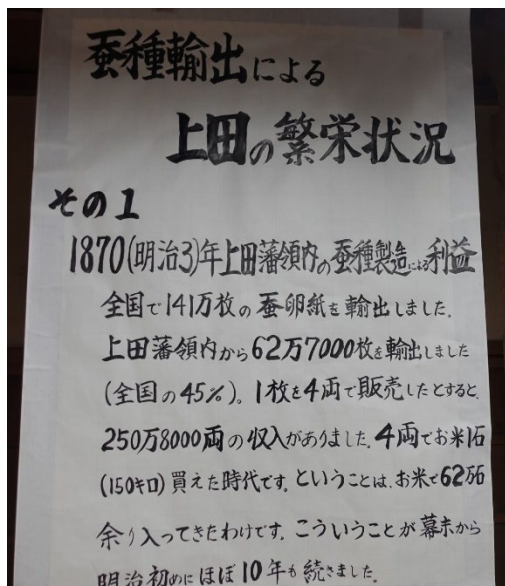 蚕種輸出による
上田の繁栄状況
その1
1870(明治3)年上田藩領内の蚕種製造による利益
全国で141万枚の蚕卵紙を輸出しました.
上田藩領内から62万7000枚を輸出しました
(全国の45%)。1枚を4両で販売したとすると、
250万8000両の収入がありました。4両でお米1石
(150キロ)買えた時代です。ということは、お米で62万石
余り入ってきたわけです。こういうことが幕末から
明治初めにほぼ10年も続きました.